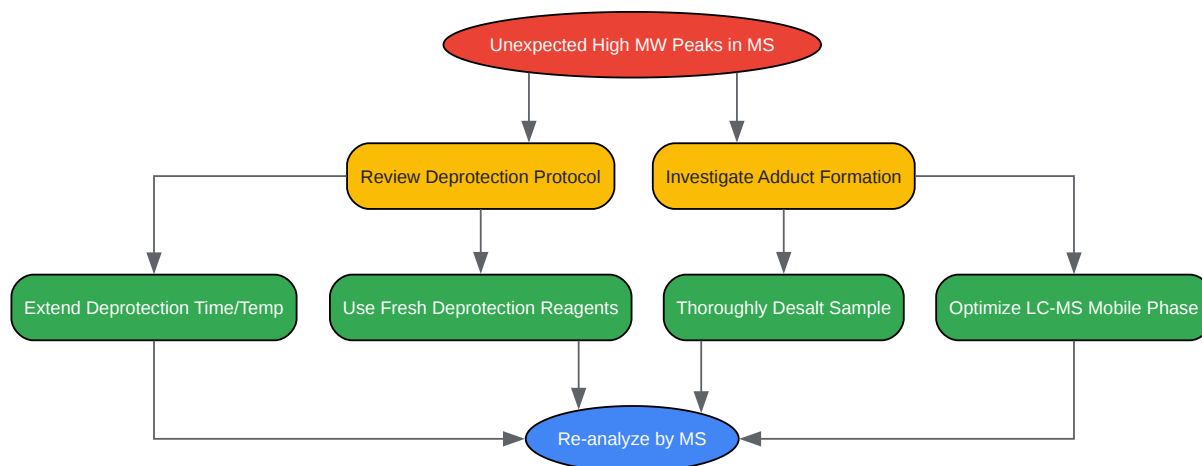 Unexpected High MW Peaks in MS
Review Deprotection Protocol
Investigate Adduct Formation
Extend Deprotection Time/Temp
Use Fresh Deprotection Reagents
Thoroughly Desalt Sample
Optimize LC-MS Mobile Phase
Re-analyze by MS